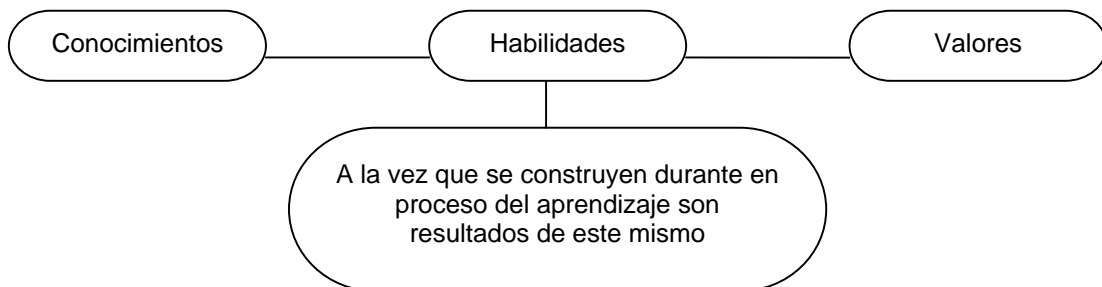 Conocimientos
Habilidades
Valores
A la vez que se construyen durante en
proceso del aprendizaje son
resultados de este mismo